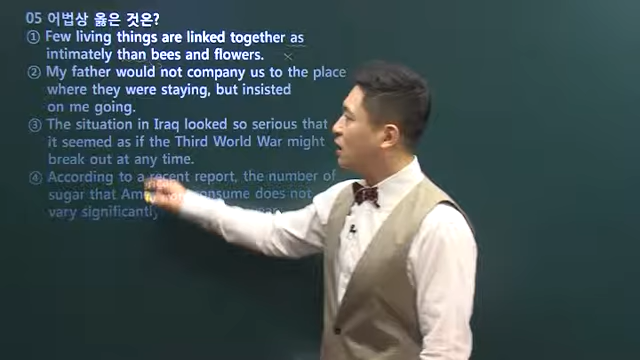 05 어법상 옳은 것은?
① Few living things are linked together as
intimately than bees and flowers. ×
② My father would not company us to the place
where they were staying, but insisted
on me going.
③ The situation in Iraq looked so serious that
it seemed as if the Third World War might
break out at any time.
④ According to a recent report, the number of
sugar that consume does not
vary significantly